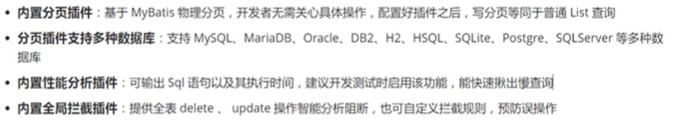 • 内置分页插件：基于 MyBatis 物理分页，开发者无需关心具体操作，配置好插件之后，写分页等同于普通 List 查询
• 分页插件支持多种数据库：支持 MySQL、MariaDB、Oracle、DB2、H2、HSQL、SQLite、Postgre、SQLServer 等多种数
据库
• 内置性能分析插件：可输出 Sql 语句以及其执行时间，建议开发测试时启用该功能，能快速揪出慢查询
• 内置全局拦截插件：提供全表 delete 、 update 操作智能分析阻断，也可自定义拦截规则，预防误操作